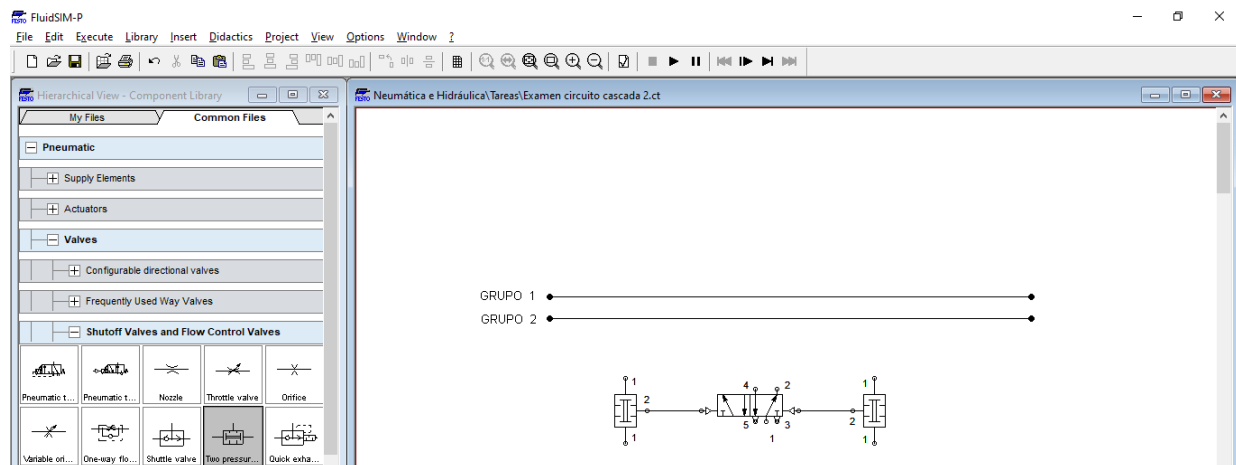 FluidSIM-P
File Edit Execute Library Insert Didactics Project View Options Window ?
Hierarchical View - Component Library
Neumática e Hidráulica\Tareas\Examen circuito cascada 2.ct
My Files Common Files
Pneumatic
Supply Elements
Actuators
Valves
Configurable directional valves
Frequently Used Way Valves
Shutoff Valves and Flow Control Valves
Pneumatic t... Pneumatic t... Nozzle Throttle valve Orifice
Variable ori... One-way flo... Shuttle valve Two pressur... Quick exha...
GRUPO 1
GRUPO 2
1 4 2 1
2 2
5 3
1 1 1